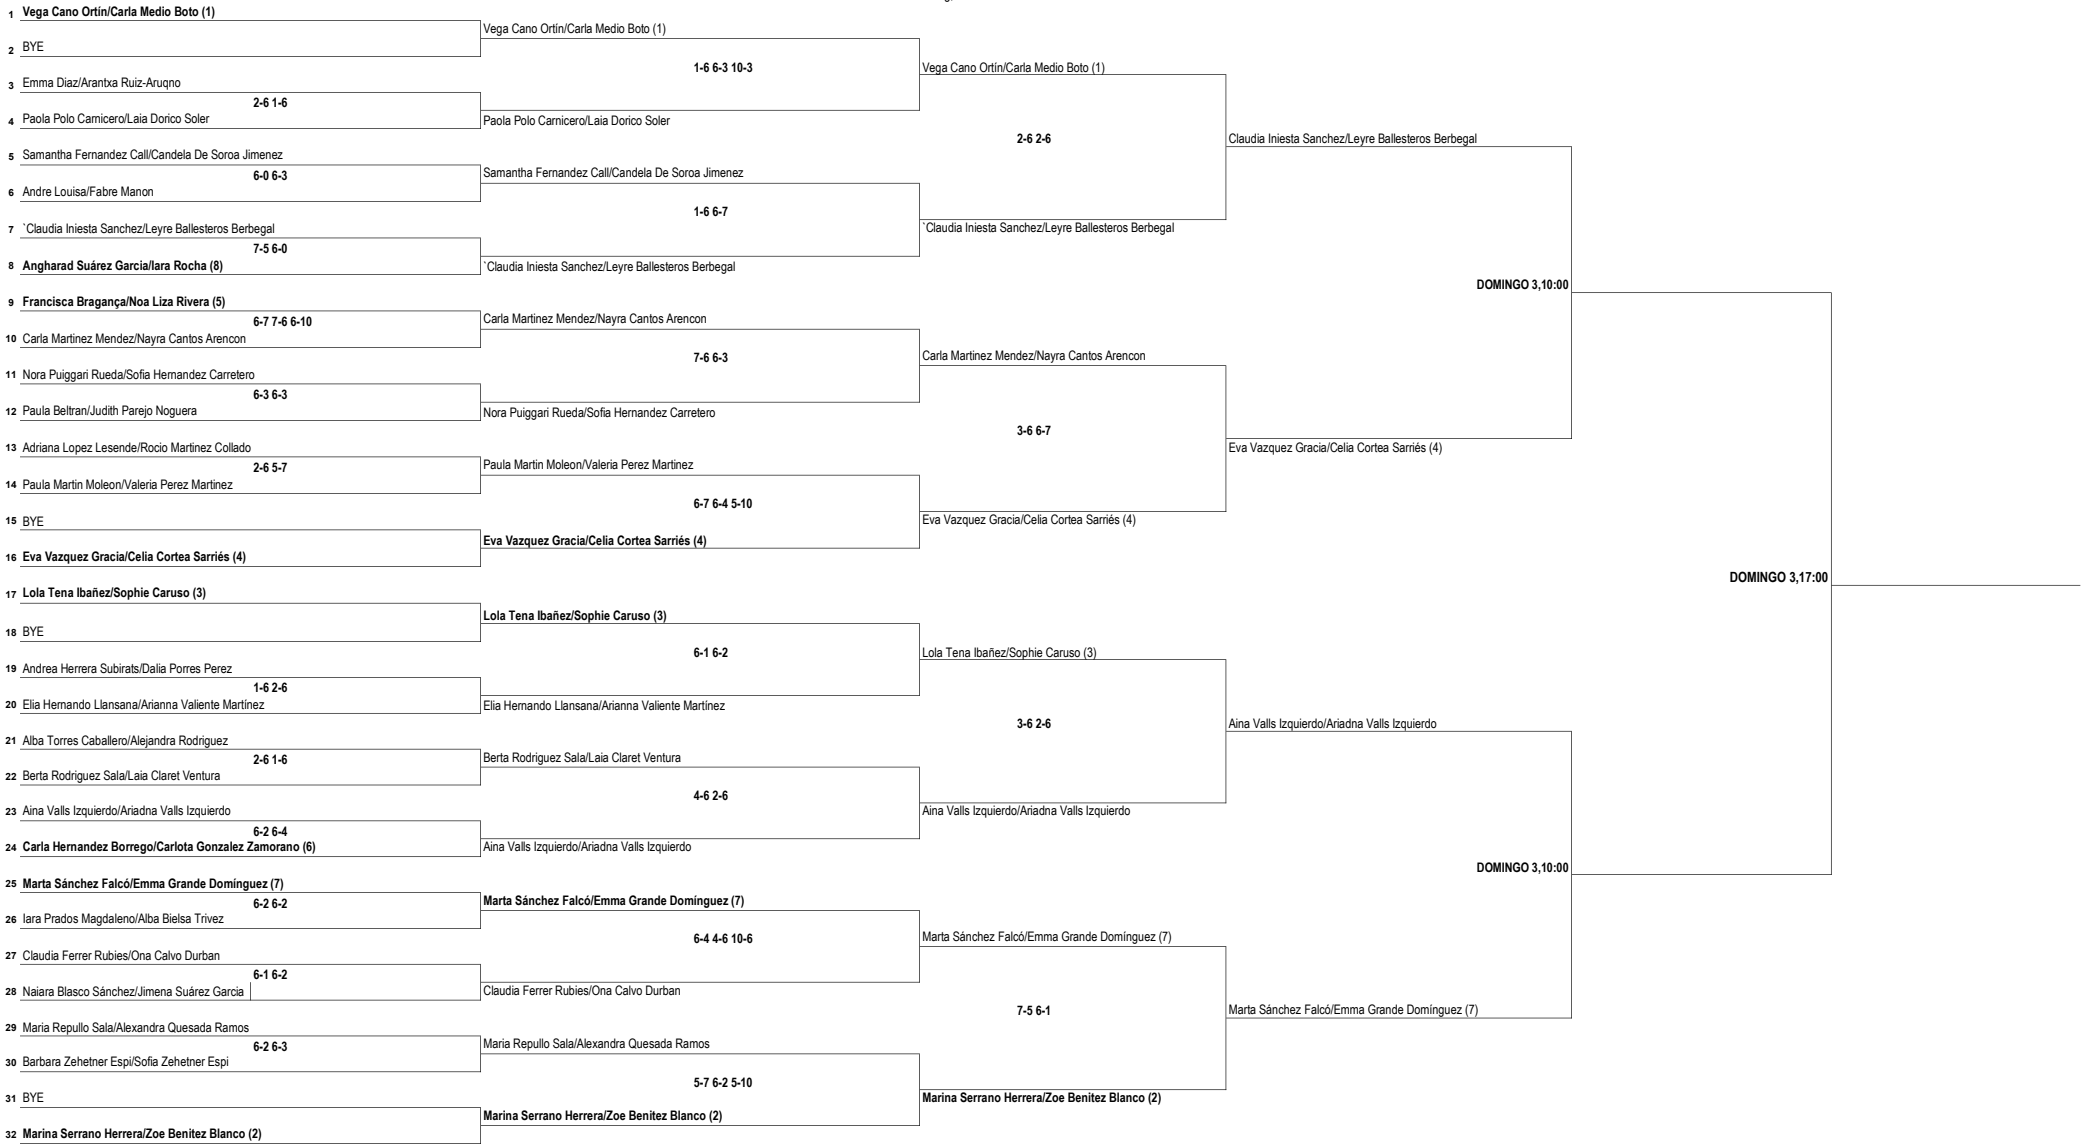 1 Vega Cano Ortín/Carla Medio Boto (1)
2 BYE
3 Emma Diaz/Arantxa Ruiz-Aruqno
2-6 1-6
4 Paola Polo Carnicero/Laia Dorico Soler
5 Samantha Fernandez Call/Candela De Soroa Jimenez
6-0 6-3
6 Andre Louisa/Fabre Manon
7 `Claudia Iniesta Sanchez/Leyre Ballesteros Berbegal
7-5 6-0
8 Angharad Suárez Garcia/Iara Rocha (8)
9 Francisca Bragança/Noa Liza Rivera (5)
6-7 7-6 6-10
10 Carla Martinez Mendez/Nayra Cantos Arencon
11 Nora Puiggari Rueda/Sofia Hernandez Carretero
6-3 6-3
12 Paula Beltran/Judith Parejo Noguera
13 Adriana Lopez Lesende/Rocio Martinez Collado
2-6 5-7
14 Paula Martin Moleon/Valeria Perez Martinez
15 BYE
16 Eva Vazquez Gracia/Celia Cortea Sarriés (4)
17 Lola Tena Ibañez/Sophie Caruso (3)
18 BYE
19 Andrea Herrera Subirats/Dalia Porres Perez
1-6 2-6
20 Elia Hernando Llansana/Arianna Valiente Martínez
21 Alba Torres Caballero/Alejandra Rodriguez
2-6 1-6
22 Berta Rodriguez Sala/Laia Claret Ventura
23 Aina Valls Izquierdo/Ariadna Valls Izquierdo
6-2 6-4
24 Carla Hernandez Borrego/Carlota Gonzalez Zamorano (6)
25 Marta Sánchez Falcó/Emma Grande Domínguez (7)
6-2 6-2
26 Iara Prados Magdaleno/Alba Bielsa Trivez
27 Claudia Ferrer Rubies/Ona Calvo Durban
6-1 6-2
28 Naiara Blasco Sánchez/Jimena Suárez Garcia
29 Maria Repullo Sala/Alexandra Quesada Ramos
6-2 6-3
30 Barbara Zehetner Espi/Sofia Zehetner Espi
31 BYE
32 Marina Serrano Herrera/Zoe Benitez Blanco (2)
Vega Cano Ortín/Carla Medio Boto (1)
1-6 6-3 10-3
Paola Polo Carnicero/Laia Dorico Soler
Samantha Fernandez Call/Candela De Soroa Jimenez
1-6 6-7
`Claudia Iniesta Sanchez/Leyre Ballesteros Berbegal
Carla Martinez Mendez/Nayra Cantos Arencon
7-6 6-3
Nora Puiggari Rueda/Sofia Hernandez Carretero
Paula Martin Moleon/Valeria Perez Martinez
6-7 6-4 5-10
Eva Vazquez Gracia/Celia Cortea Sarriés (4)
Lola Tena Ibañez/Sophie Caruso (3)
6-1 6-2
Elia Hernando Llansana/Arianna Valiente Martínez
Berta Rodriguez Sala/Laia Claret Ventura
4-6 2-6
Aina Valls Izquierdo/Ariadna Valls Izquierdo
Marta Sánchez Falcó/Emma Grande Domínguez (7)
6-4 4-6 10-6
Claudia Ferrer Rubies/Ona Calvo Durban
Maria Repullo Sala/Alexandra Quesada Ramos
5-7 6-2 5-10
Marina Serrano Herrera/Zoe Benitez Blanco (2)
Vega Cano Ortín/Carla Medio Boto (1)
2-6 2-6
`Claudia Iniesta Sanchez/Leyre Ballesteros Berbegal
Carla Martinez Mendez/Nayra Cantos Arencon
3-6 6-7
Eva Vazquez Gracia/Celia Cortea Sarriés (4)
Lola Tena Ibañez/Sophie Caruso (3)
3-6 2-6
Aina Valls Izquierdo/Ariadna Valls Izquierdo
Marta Sánchez Falcó/Emma Grande Domínguez (7)
7-5 6-1
Marina Serrano Herrera/Zoe Benitez Blanco (2)
Claudia Iniesta Sanchez/Leyre Ballesteros Berbegal
DOMINGO 3,10:00
Eva Vazquez Gracia/Celia Cortea Sarriés (4)
Aina Valls Izquierdo/Ariadna Valls Izquierdo
DOMINGO 3,10:00
Marta Sánchez Falcó/Emma Grande Domínguez (7)
DOMINGO 3,17:00